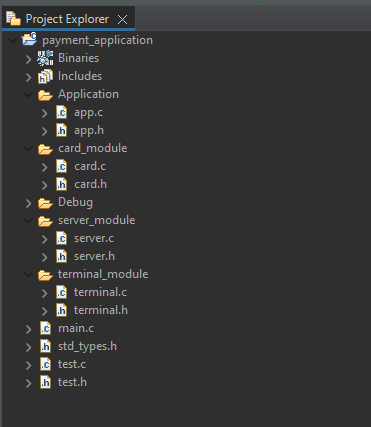 Project Explorer
payment_application
Binaries
Includes
Application
app.c
app.h
card_module
card.c
card.h
Debug
server_module
server.c
server.h
terminal_module
terminal.c
terminal.h
main.c
std_types.h
test.c
test.h